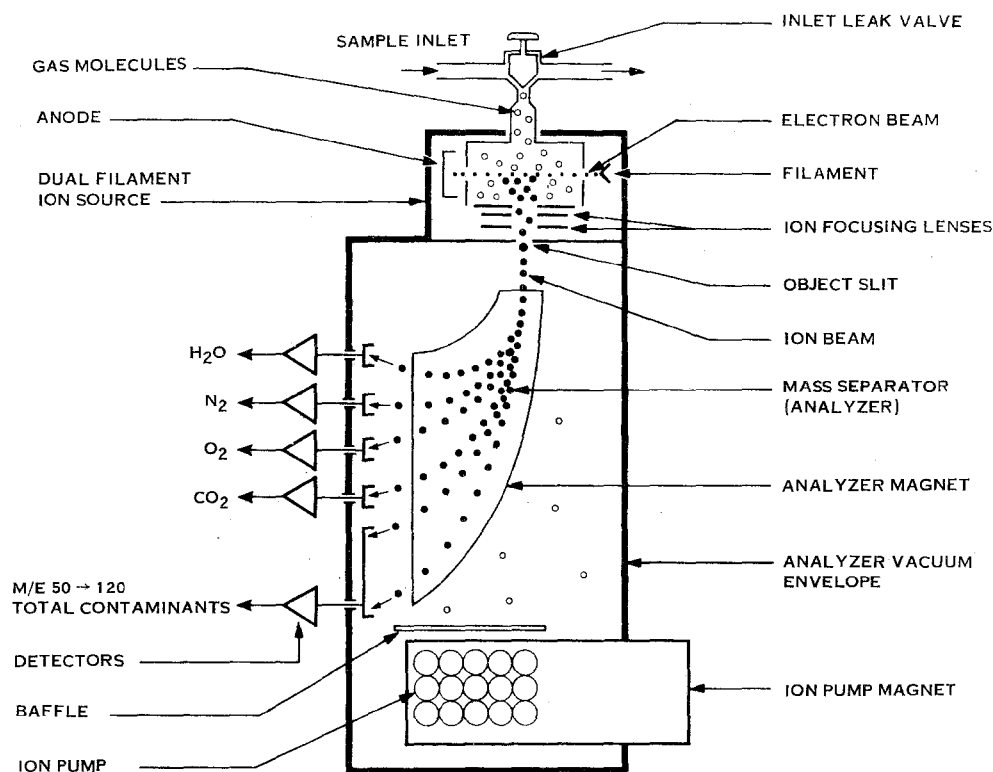 INLET LEAK VALVE
SAMPLE INLET
GAS MOLECULES
ANODE
ELECTRON BEAM
DUAL FILAMENT
ION SOURCE
FILAMENT
ION FOCUSING LENSES
OBJECT SLIT
ION BEAM
H2O
N2
O2
CO2
MASS SEPARATOR
(ANALYZER)
ANALYZER MAGNET
ANALYZER VACUUM
ENVELOPE
M/E 50 → 120
TOTAL CONTAMINANTS
DETECTORS
BAFFLE
ION PUMP
ION PUMP MAGNET